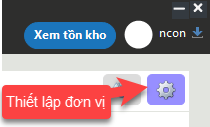 Xem tồn kho
ncon
Thiết lập đơn vị